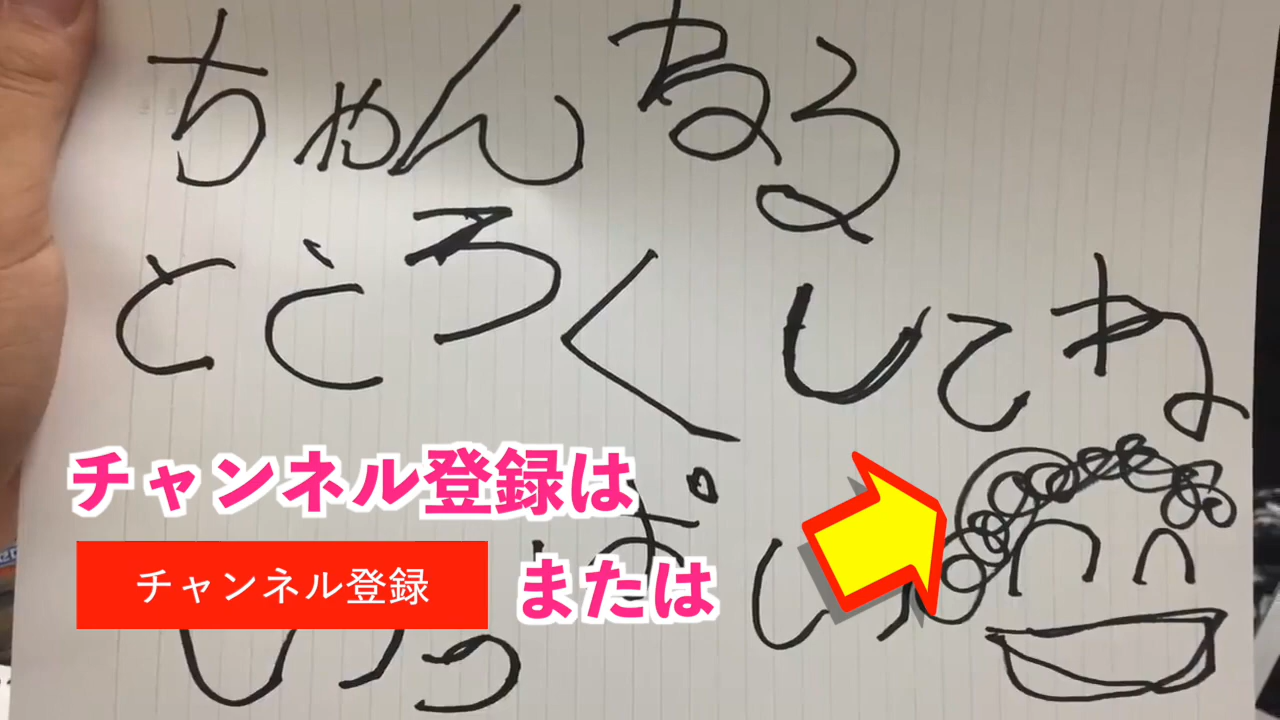 ちゃんねる
ととろくしてね
チャンネル登録は
チャンネル登録
または